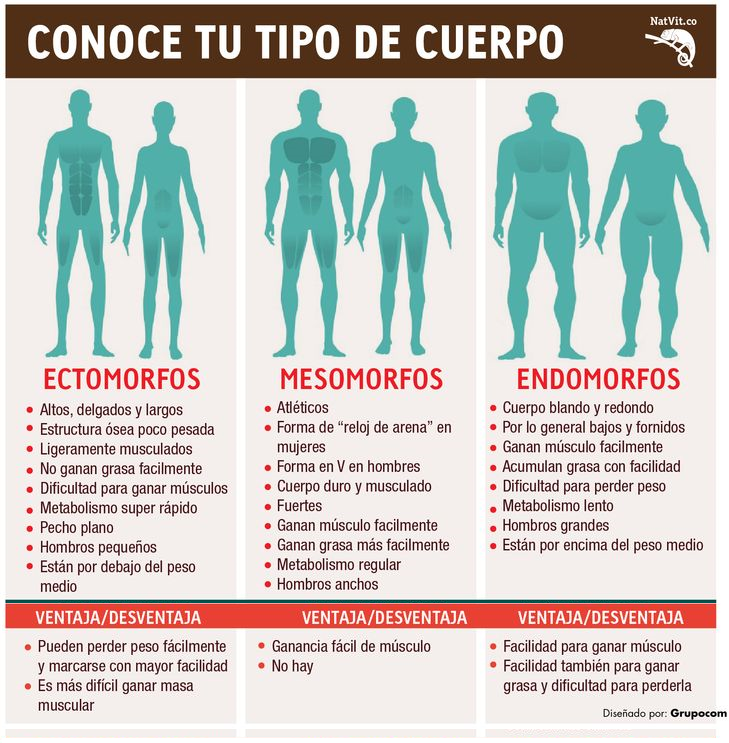 CONOCE TU TIPO DE CUERPO
NatVit.co
ECTOMORFOS
Altos, delgados y largos
Estructura ósea poco pesada
Ligeramente musculados
No ganan grasa facilmente
Dificultad para ganar músculos
Metabolismo super rápido
Pecho plano
Hombros pequeños
Están por debajo del peso
medio
VENTAJA/DESVENTAJA
Pueden perder peso fácilmente
y marcarse con mayor facilidad
Es más difícil ganar masa
muscular
MESOMORFOS
Atléticos
Forma de “reloj de arena” en
mujeres
Forma en V en hombres
Cuerpo duro y musculado
Fuertes
Ganan músculo facilmente
Ganan grasa más facilmente
Metabolismo regular
Hombros anchos
VENTAJA/DESVENTAJA
Ganancia fácil de músculo
No hay
ENDOMORFOS
Cuerpo blando y redondo
Por lo general bajos y fornidos
Ganan músculo facilmente
Acumulan grasa con facilidad
Dificultad para perder peso
Metabolismo lento
Hombros grandes
Están por encima del peso medio
VENTAJA/DESVENTAJA
Facilidad para ganar músculo
Facilidad también para ganar
grasa y dificultad para perderla
Diseñado por: Grupocom